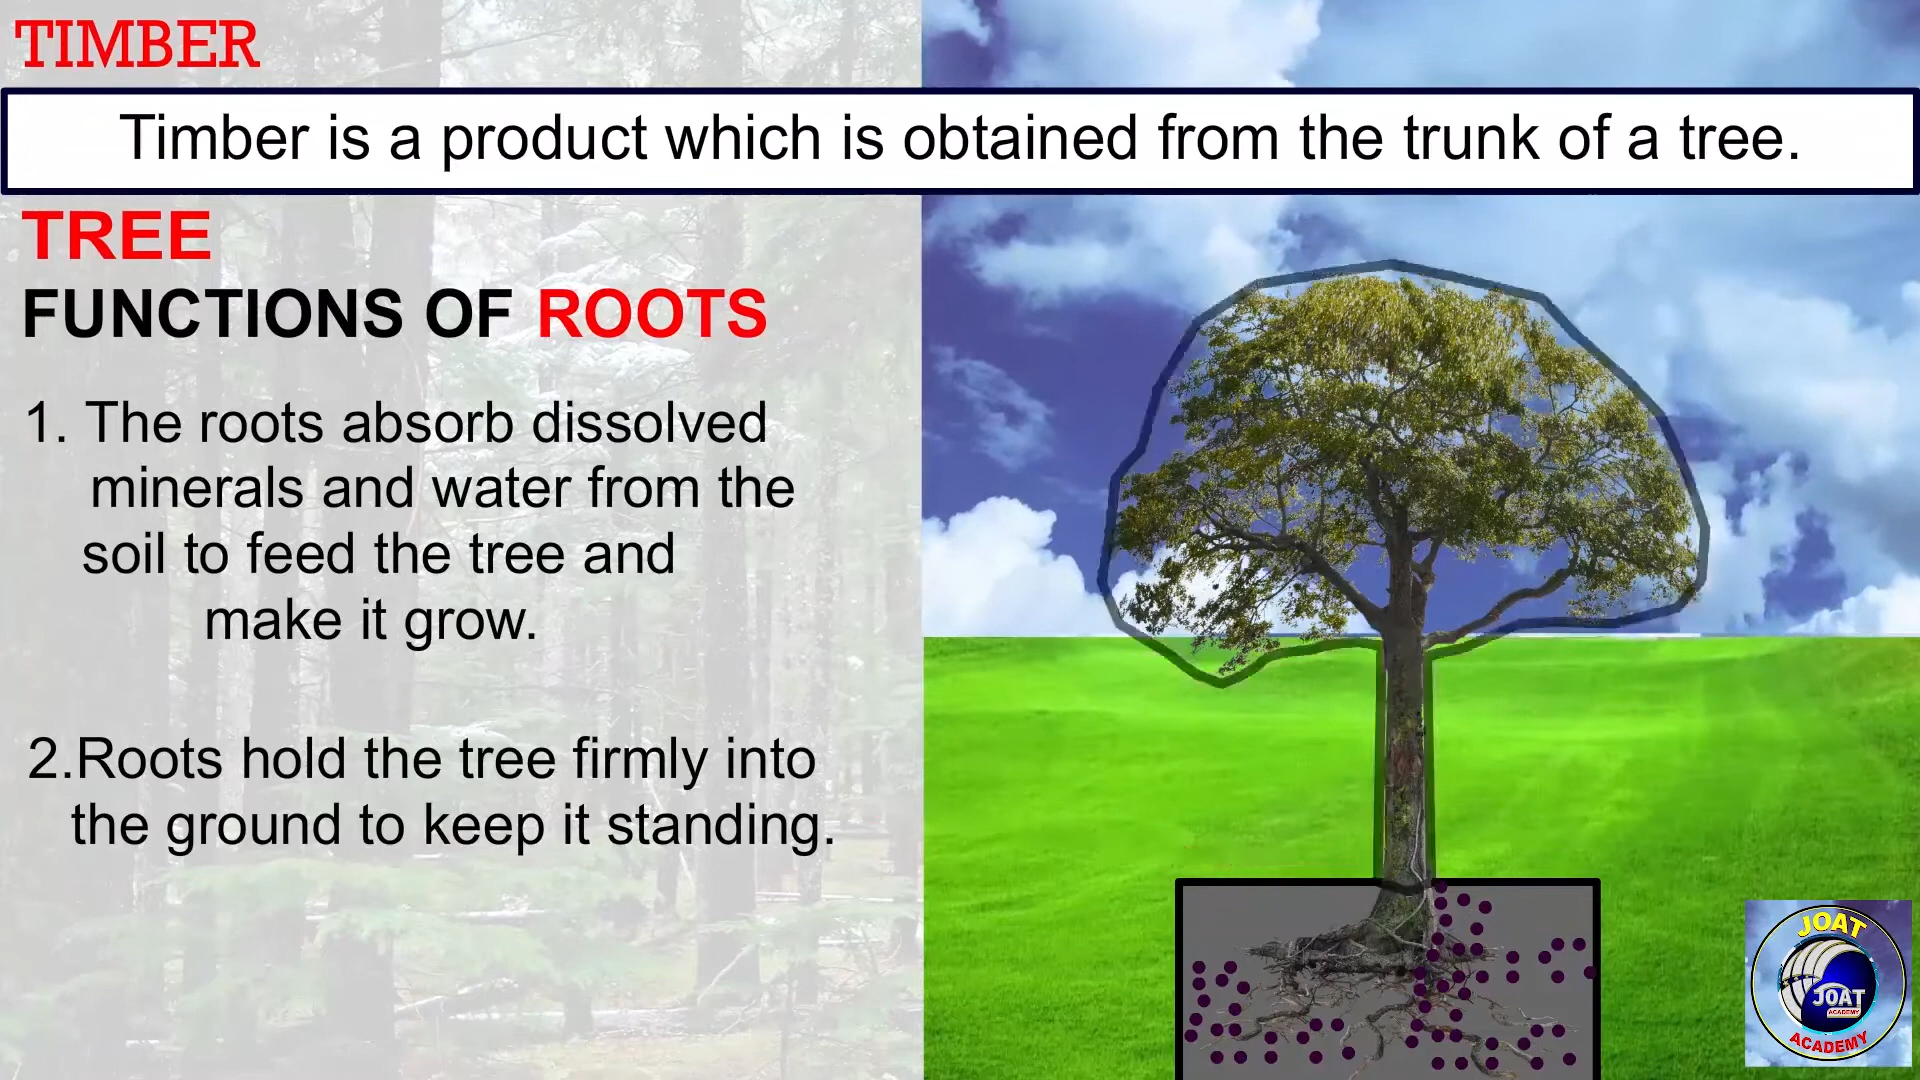 TIMBER
Timber is a product which is obtained from the trunk of a tree.
TREE
FUNCTIONS OF ROOTS
1. The roots absorb dissolved
minerals and water from the
soil to feed the tree and
make it grow.
2.Roots hold the tree firmly into
the ground to keep it standing.
JOAT
JOAT
ACADEMY
ACADEMY